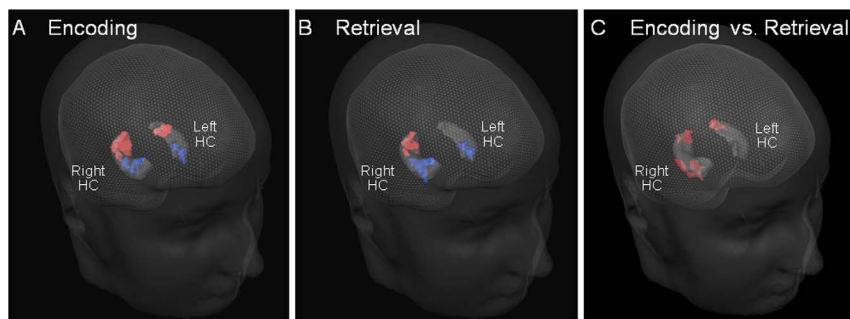 A Encoding
Left
HC
Right
HC
B Retrieval
Left
HC
Right
HC
C Encoding vs. Retrieval
Left
HC
Right
HC